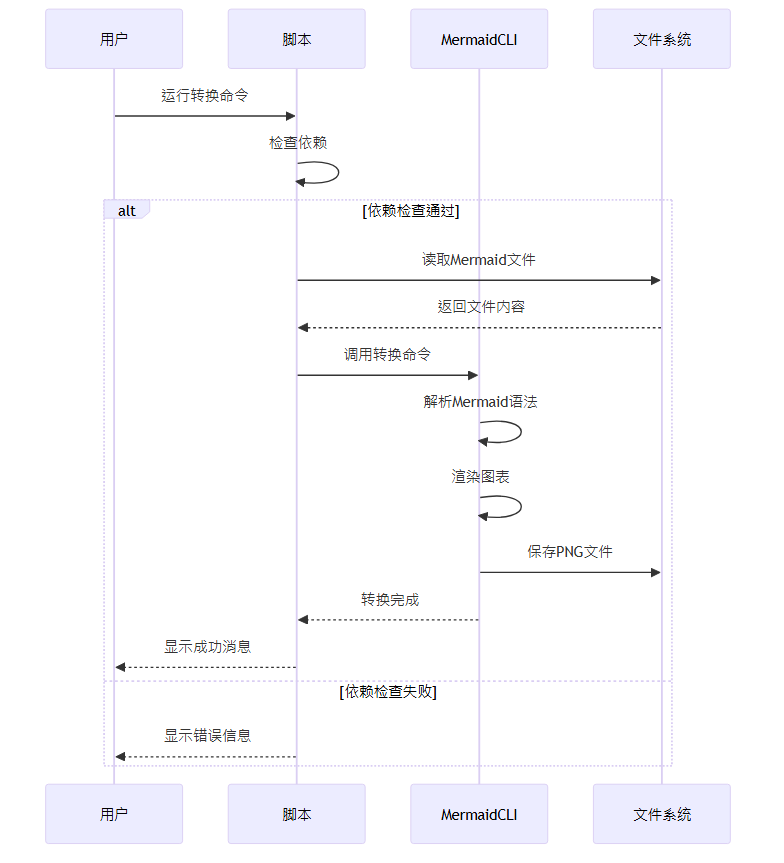 用户
脚本
MermaidCLI
文件系统
运行转换命令
检查依赖
alt
[依赖检查通过]
读取Mermaid文件
返回文件内容
调用转换命令
解析Mermaid语法
渲染图表
保存PNG文件
转换完成
显示成功消息
[依赖检查失败]
显示错误信息
用户
脚本
MermaidCLI
文件系统